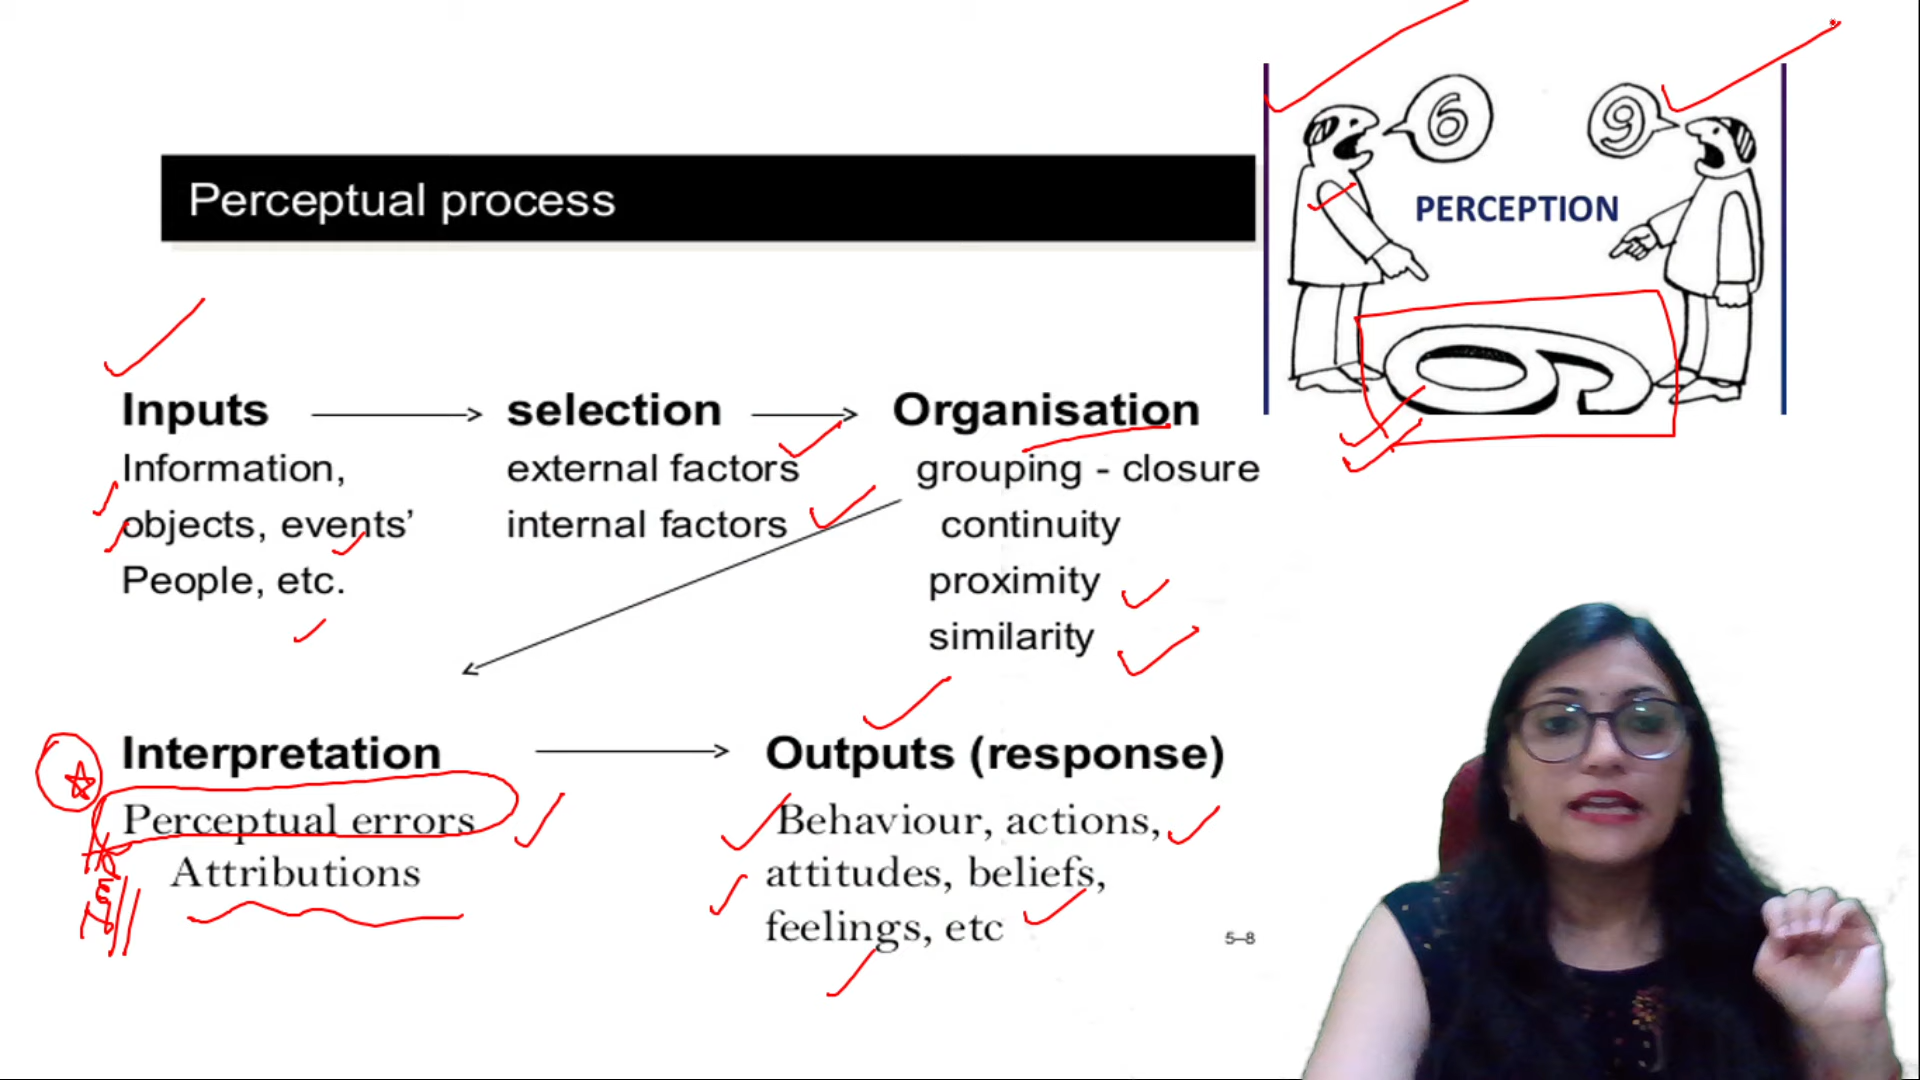 6
9
PERCEPTION
6
Perceptual process
Inputs
selection
Organisation
Information,
external factors
grouping - closure
objects, events’
internal factors
continuity
People, etc.
proximity
similarity
Interpretation
Outputs (response)
Perceptual errors
Behaviour, actions,
Attributions
attitudes, beliefs,
feelings, etc
5–8